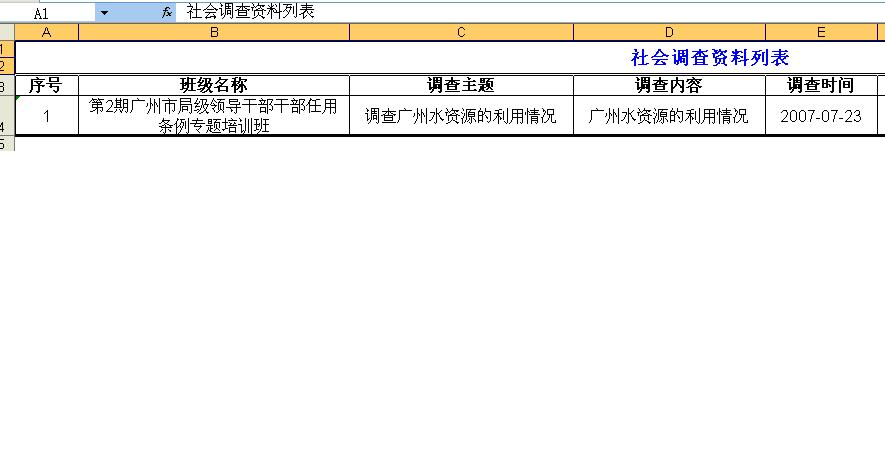 A1 fx 社会调查资料列表
A B C D E
1 社会调查资料列表
2
3 序号 班级名称 调查主题 调查内容 调查时间
4 1 第2期广州市局级领导干部干部任用 调查广州水资源的利用情况 广州水资源的利用情况 2007-07-23
条例专题培训班
5